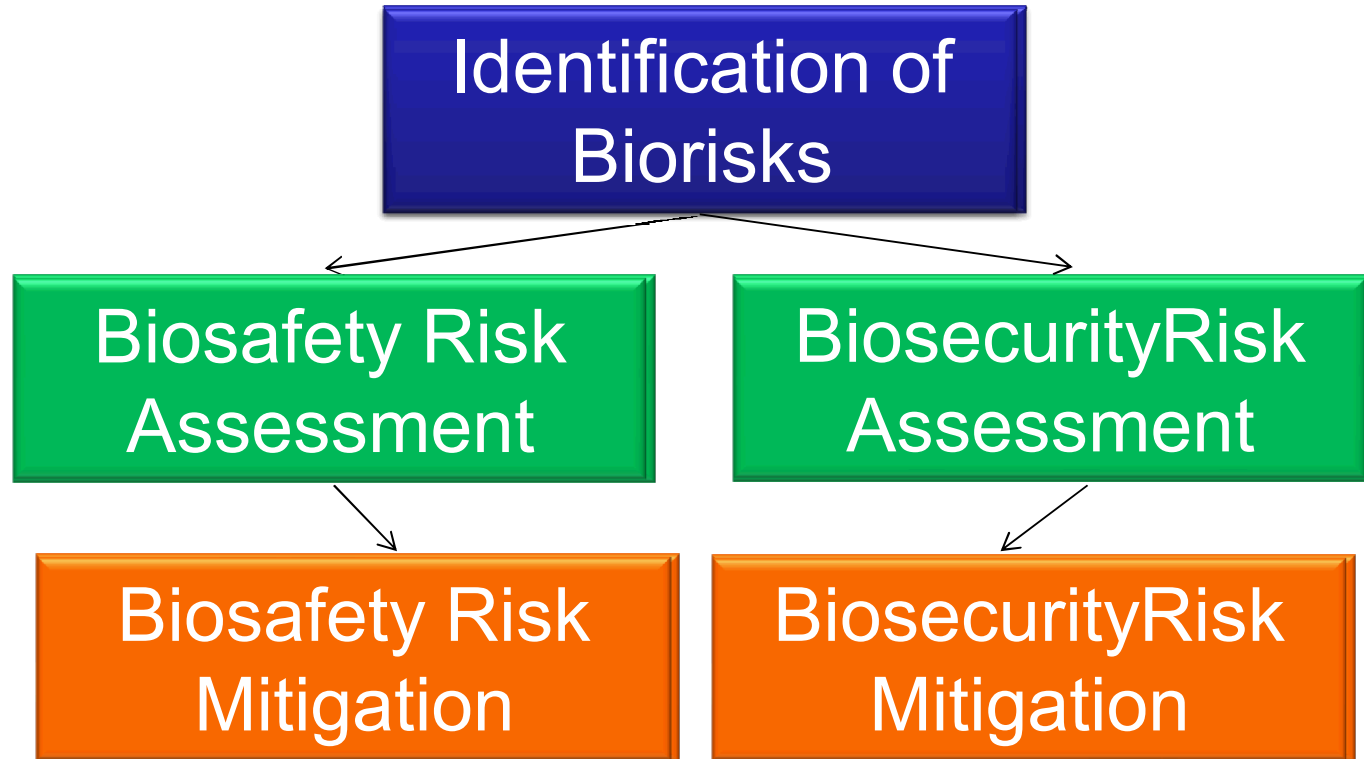 Identification of
Biorisks
Biosafety Risk
Assessment
BiosecurityRisk
Assessment
Biosafety Risk
Mitigation
BiosecurityRisk
Mitigation